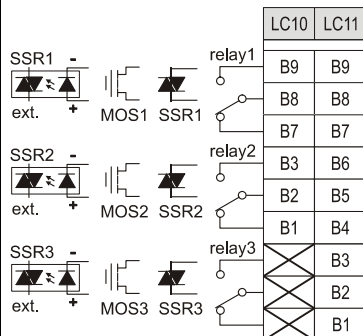 LC10 LC11
SSR1 - relay1 B9 B9
B8 B8
ext. + MOS1 SSR1 B7 B7
SSR2 - relay2 B3 B6
B2 B5
ext. + MOS2 SSR2 B1 B4
SSR3 - relay3 B3
B2
ext. + MOS3 SSR3 B1